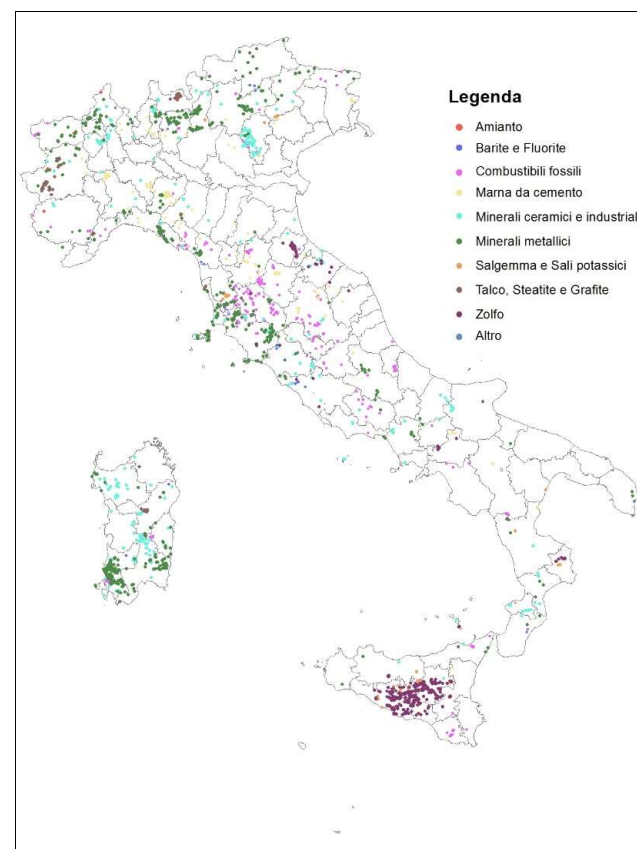 Legenda
Amianto
Barite e Fluorite
Combustibili fossili
Marna da cemento
Minerali ceramici e industrial
Minerali metallici
Salgemma e Sali potassici
Talco, Steatite e Grafite
Zolfo
Altro